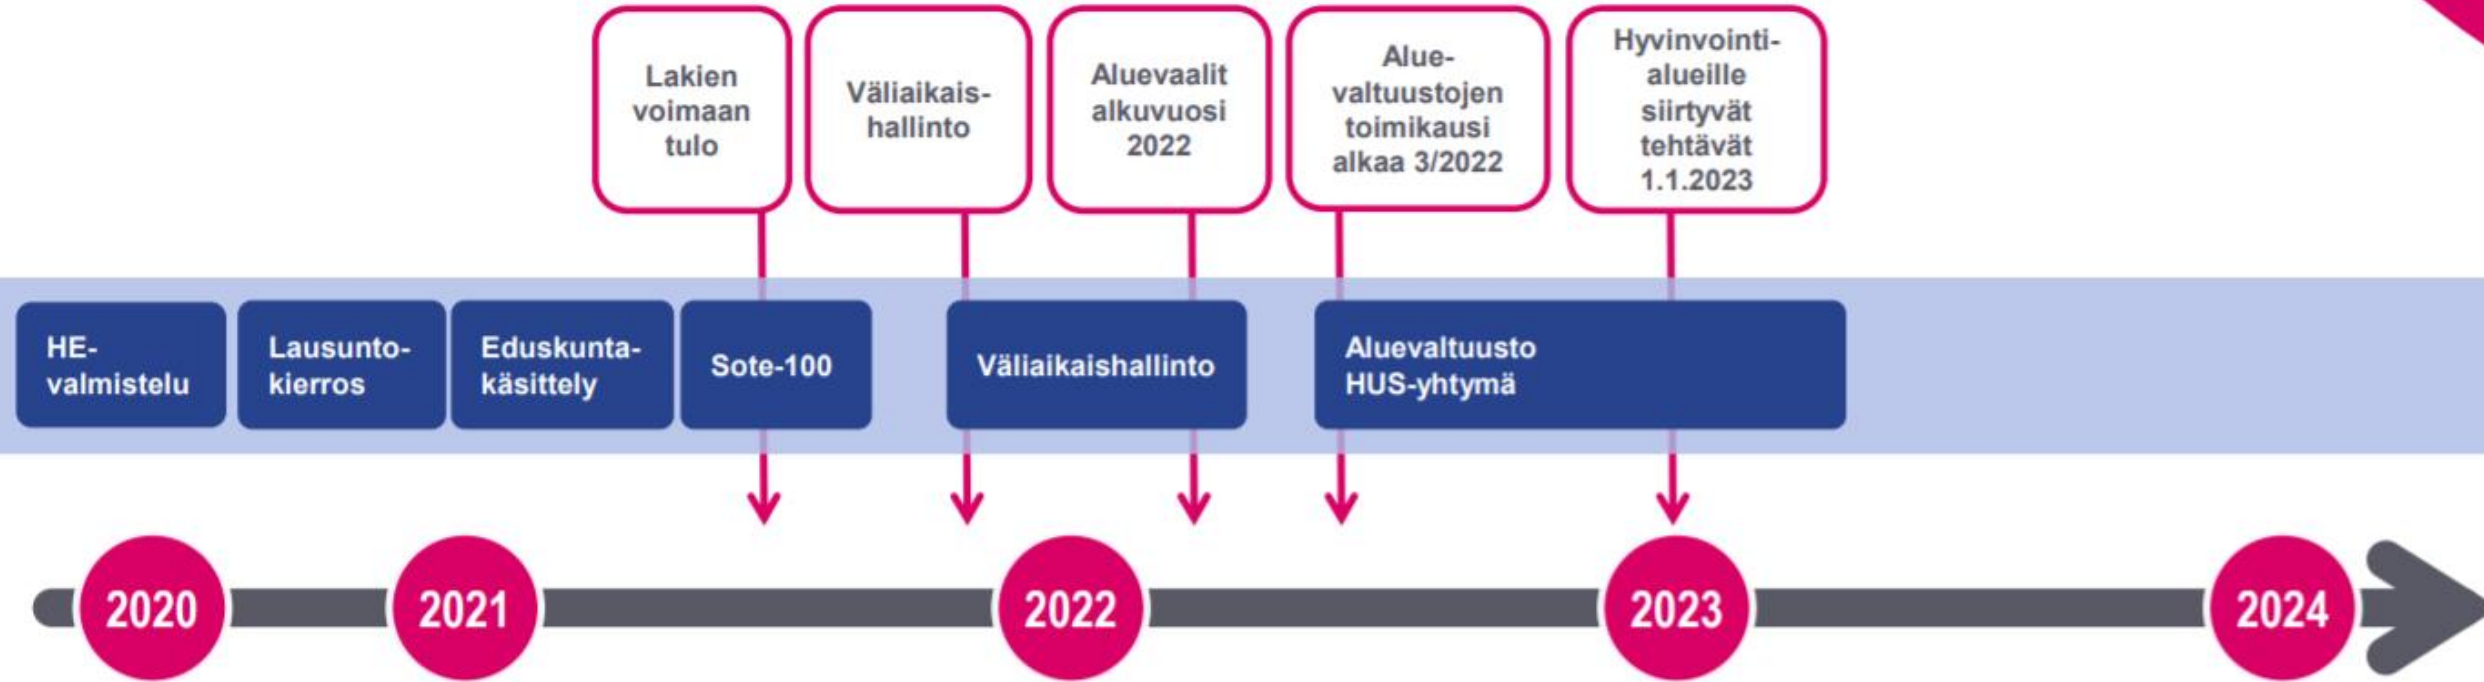 Lakien
voimaan
tulo
Väliaikais-
hallinto
Aluevaalit
alkuvuosi
2022
Alue-
valtuustojen
toimikausi
alkaa 3/2022
Hyvinvointi-
alueille
siirtyvät
tehtävät
1.1.2023
HE-
valmistelu
Lausunto-
kierros
Eduskunta-
käsittely
Sote-100
Väliaikaishallinto
Aluevaltuusto
HUS-yhtymä
2020
2021
2022
2023
2024